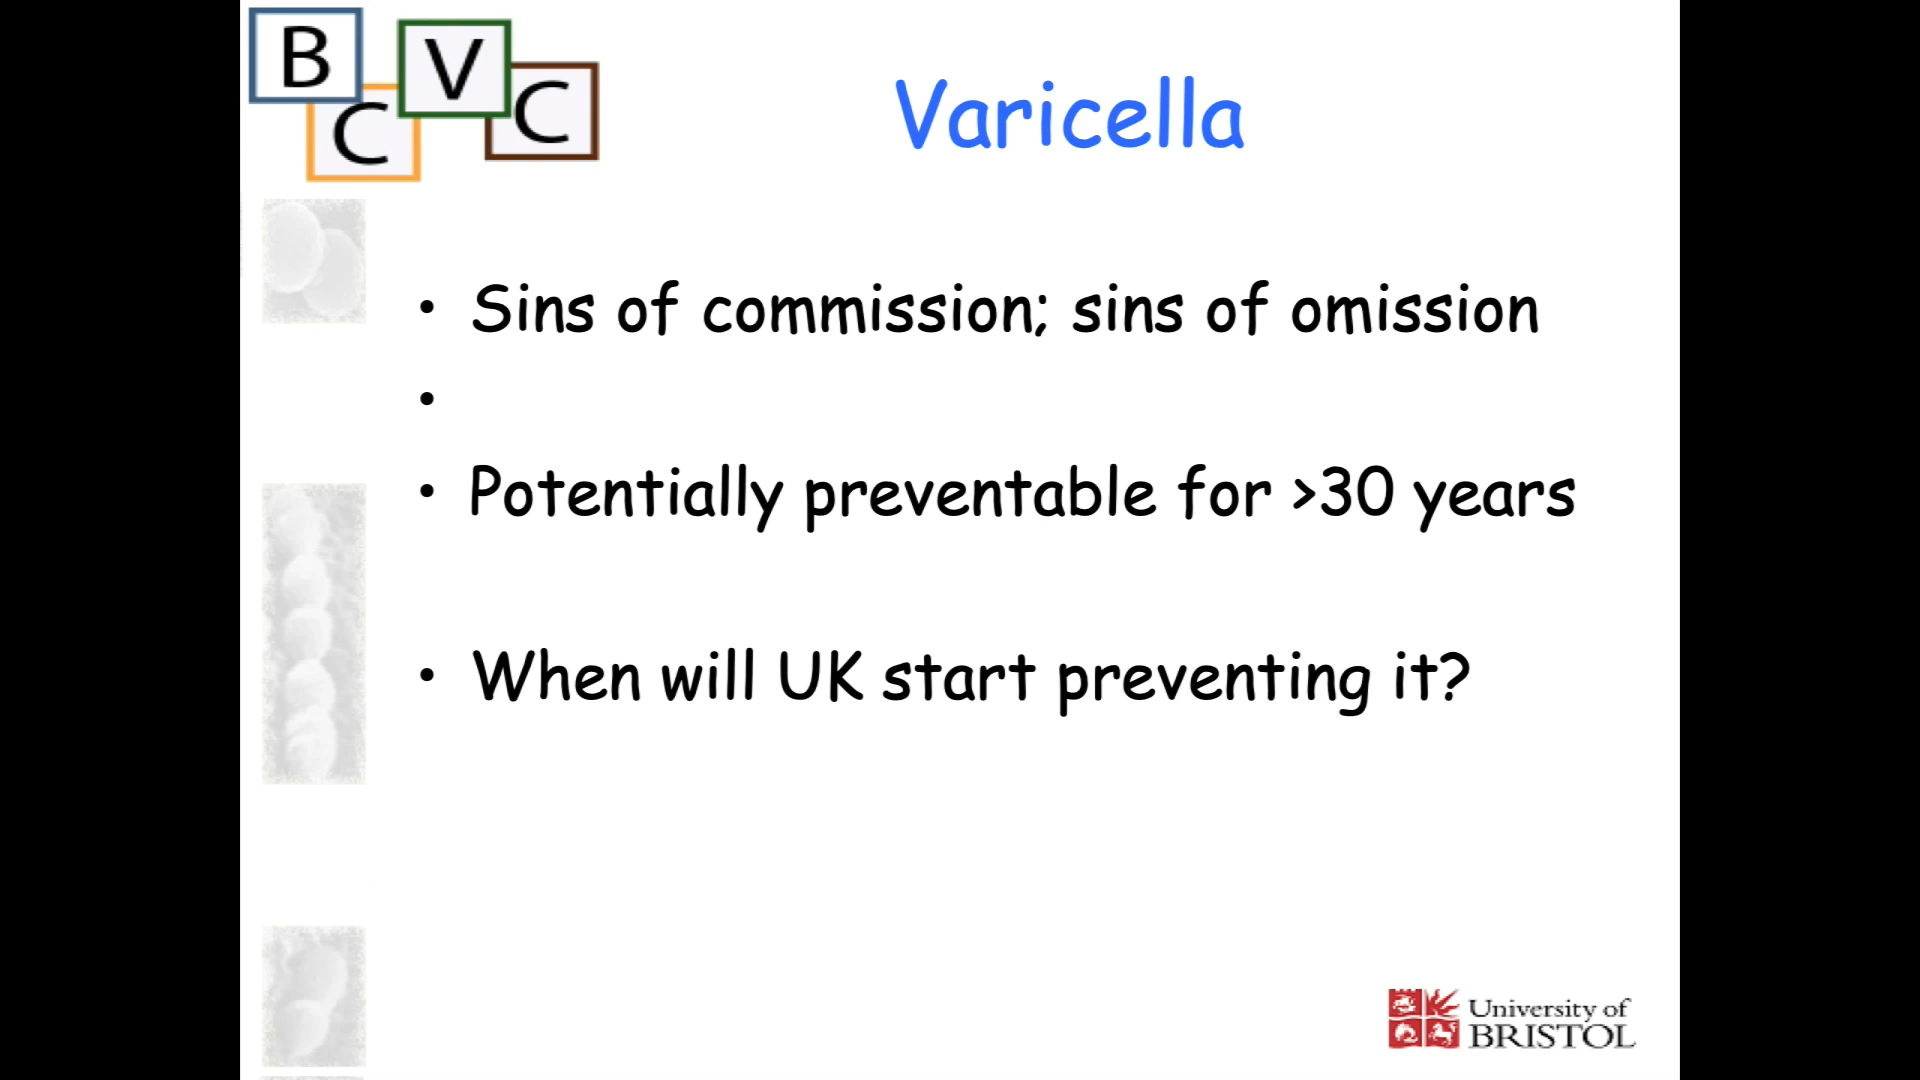 B C V C
Varicella
• Sins of commission; sins of omission
•
• Potentially preventable for >30 years
• When will UK start preventing it?
University of
BRISTOL